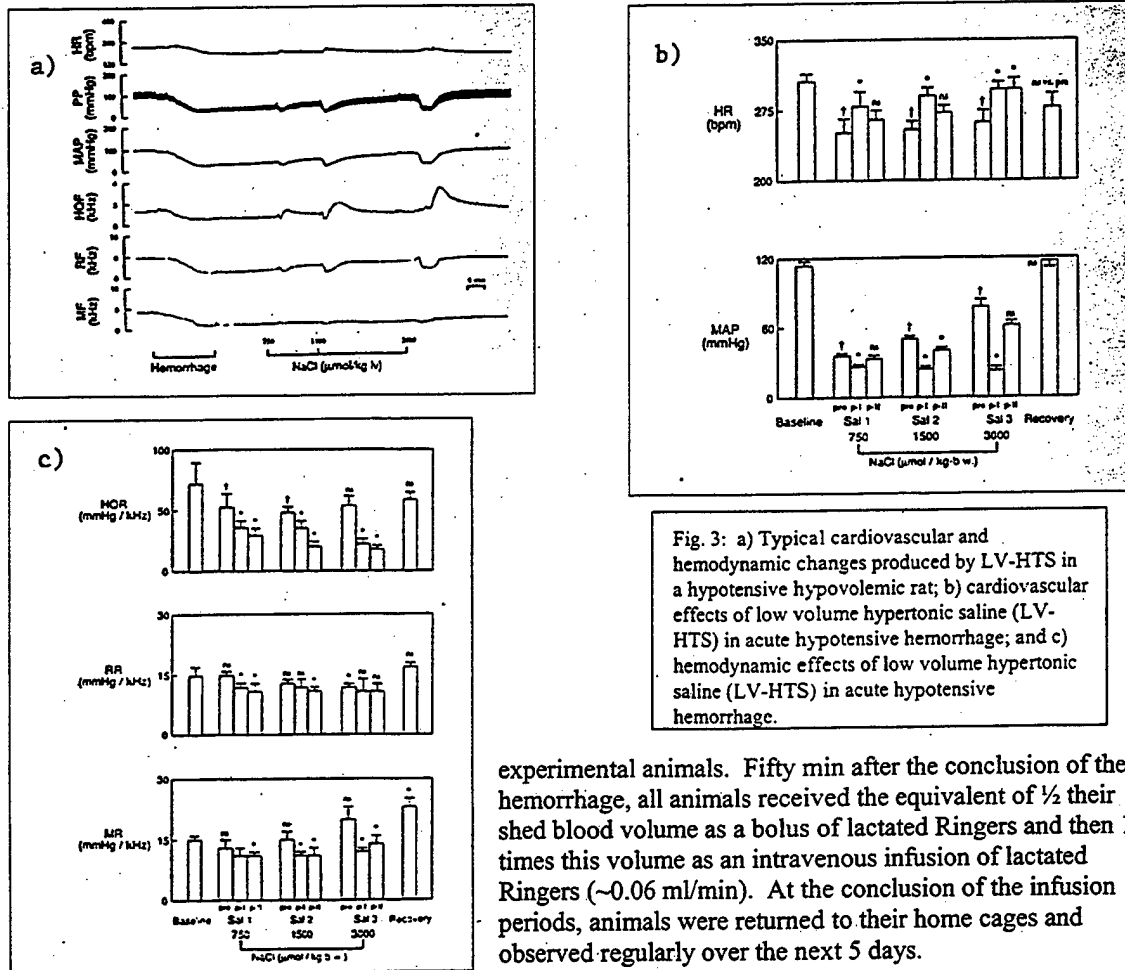 a)
HR
(bpm)
PP
(mmHg)
MAP
(mmHg)
HOF
(kHz)
RF
(kHz)
MF
(kHz)
Hemorrhage
NaCl (μmol/kg iv)
b)
350
HR
(bpm)
275
200
120
MAP
(mmHg)
60
0
Baseline
Sal 1
Sal 2
Sal 3
Recovery
750
1500
3000
NaCl (μmol / kg-b w.)
c)
100
HQR
(mmHg / kHz)
50
0
30
RR
(mmHg / kHz)
15
0
30
MR
(mmHg / kHz)
15
0
Baseline
Sal 1
Sal 2
Sal 3
Recovery
750
1500
3000
NaCl (μmol / kg b w.)
Fig. 3: a) Typical cardiovascular and
hemodynamic changes produced by LV-HTS in
a hypotensive hypovolemic rat; b) cardiovascular
effects of low volume hypertonic saline (LV-
HTS) in acute hypotensive hemorrhage; and c)
hemodynamic effects of low volume hypertonic
saline (LV-HTS) in acute hypotensive
hemorrhage.
experimental animals. Fifty min after the conclusion of the
hemorrhage, all animals received the equivalent of ½ their
shed blood volume as a bolus of lactated Ringers and then
times this volume as an intravenous infusion of lactated
Ringers (~0.06 ml/min). At the conclusion of the infusion
periods, animals were returned to their home cages and
observed regularly over the next 5 days.